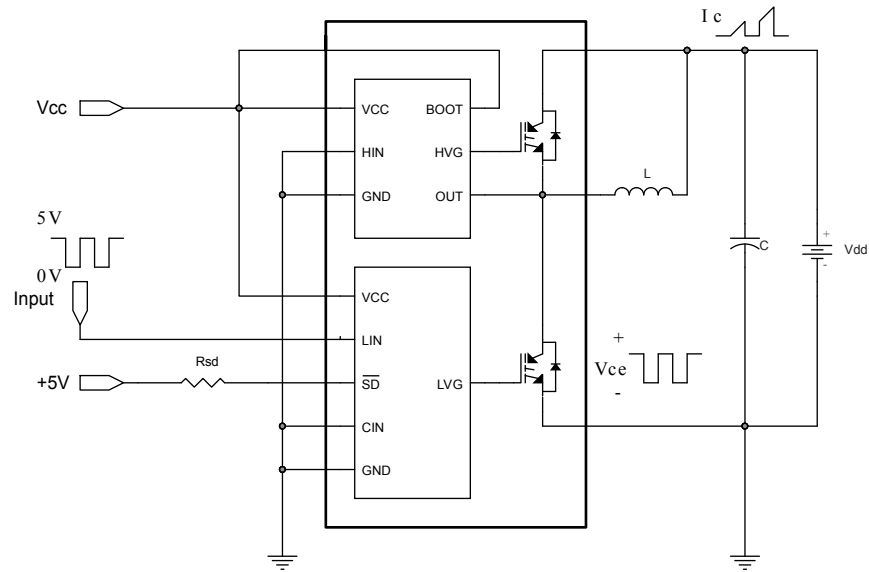 I c
Vcc
VCC
BOOT
HIN
HVG
L
GND
OUT
5V
0V
Input
+
C
-
Vdd
VCC
LIN
Rsd
+5V
SD
LVG
+
Vce
-
CIN
GND